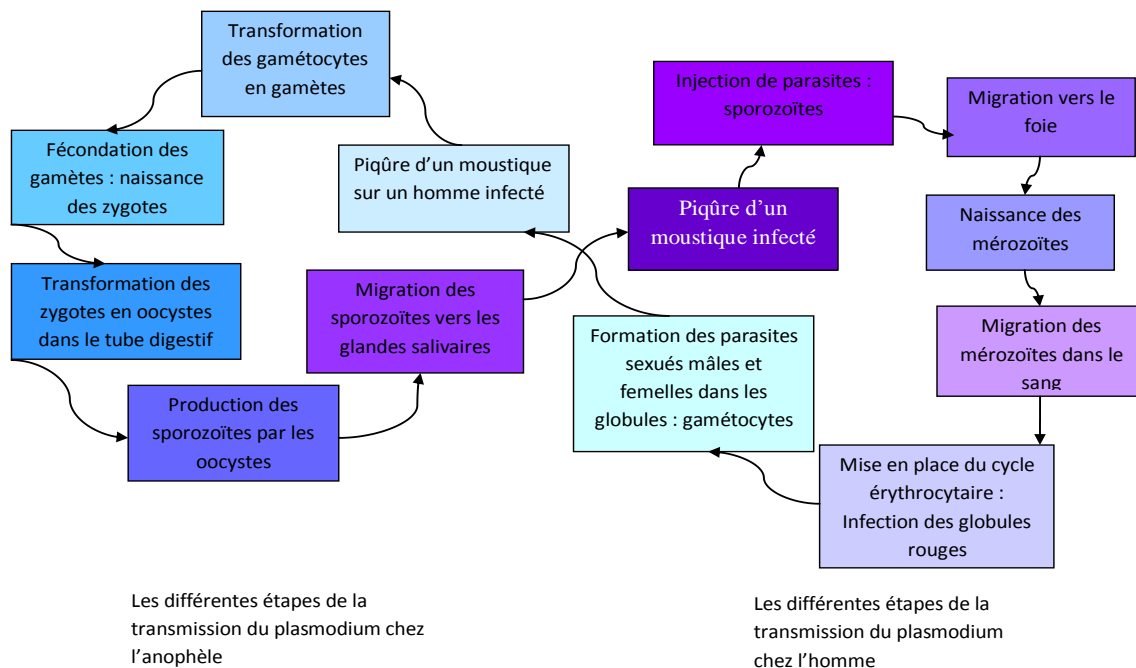 Transformation
des gamétocytes
en gamètes
Fécondation des
gamètes : naissance
des zygotes
Transformation des
zygotes en oocystes
dans le tube digestif
Production des
sporozoïtes par les
oocystes
Migration des
sporozoïtes vers les
glandes salivaires
Piqûre d’un moustique
sur un homme infecté
Piqûre d’un
moustique infecté
Injection de parasites :
sporozoïtes
Migration vers le
foie
Naissance des
mérozoïtes
Migration des
mérozoïtes dans le
sang
Mise en place du cycle
érythrocytaire :
Infection des globules
rouges
Formation des parasites
sexués mâles et
femelles dans les
globules : gamétocytes
Les différentes étapes de la
transmission du plasmodium chez
l’anophèle
Les différentes étapes de la
transmission du plasmodium
chez l’homme